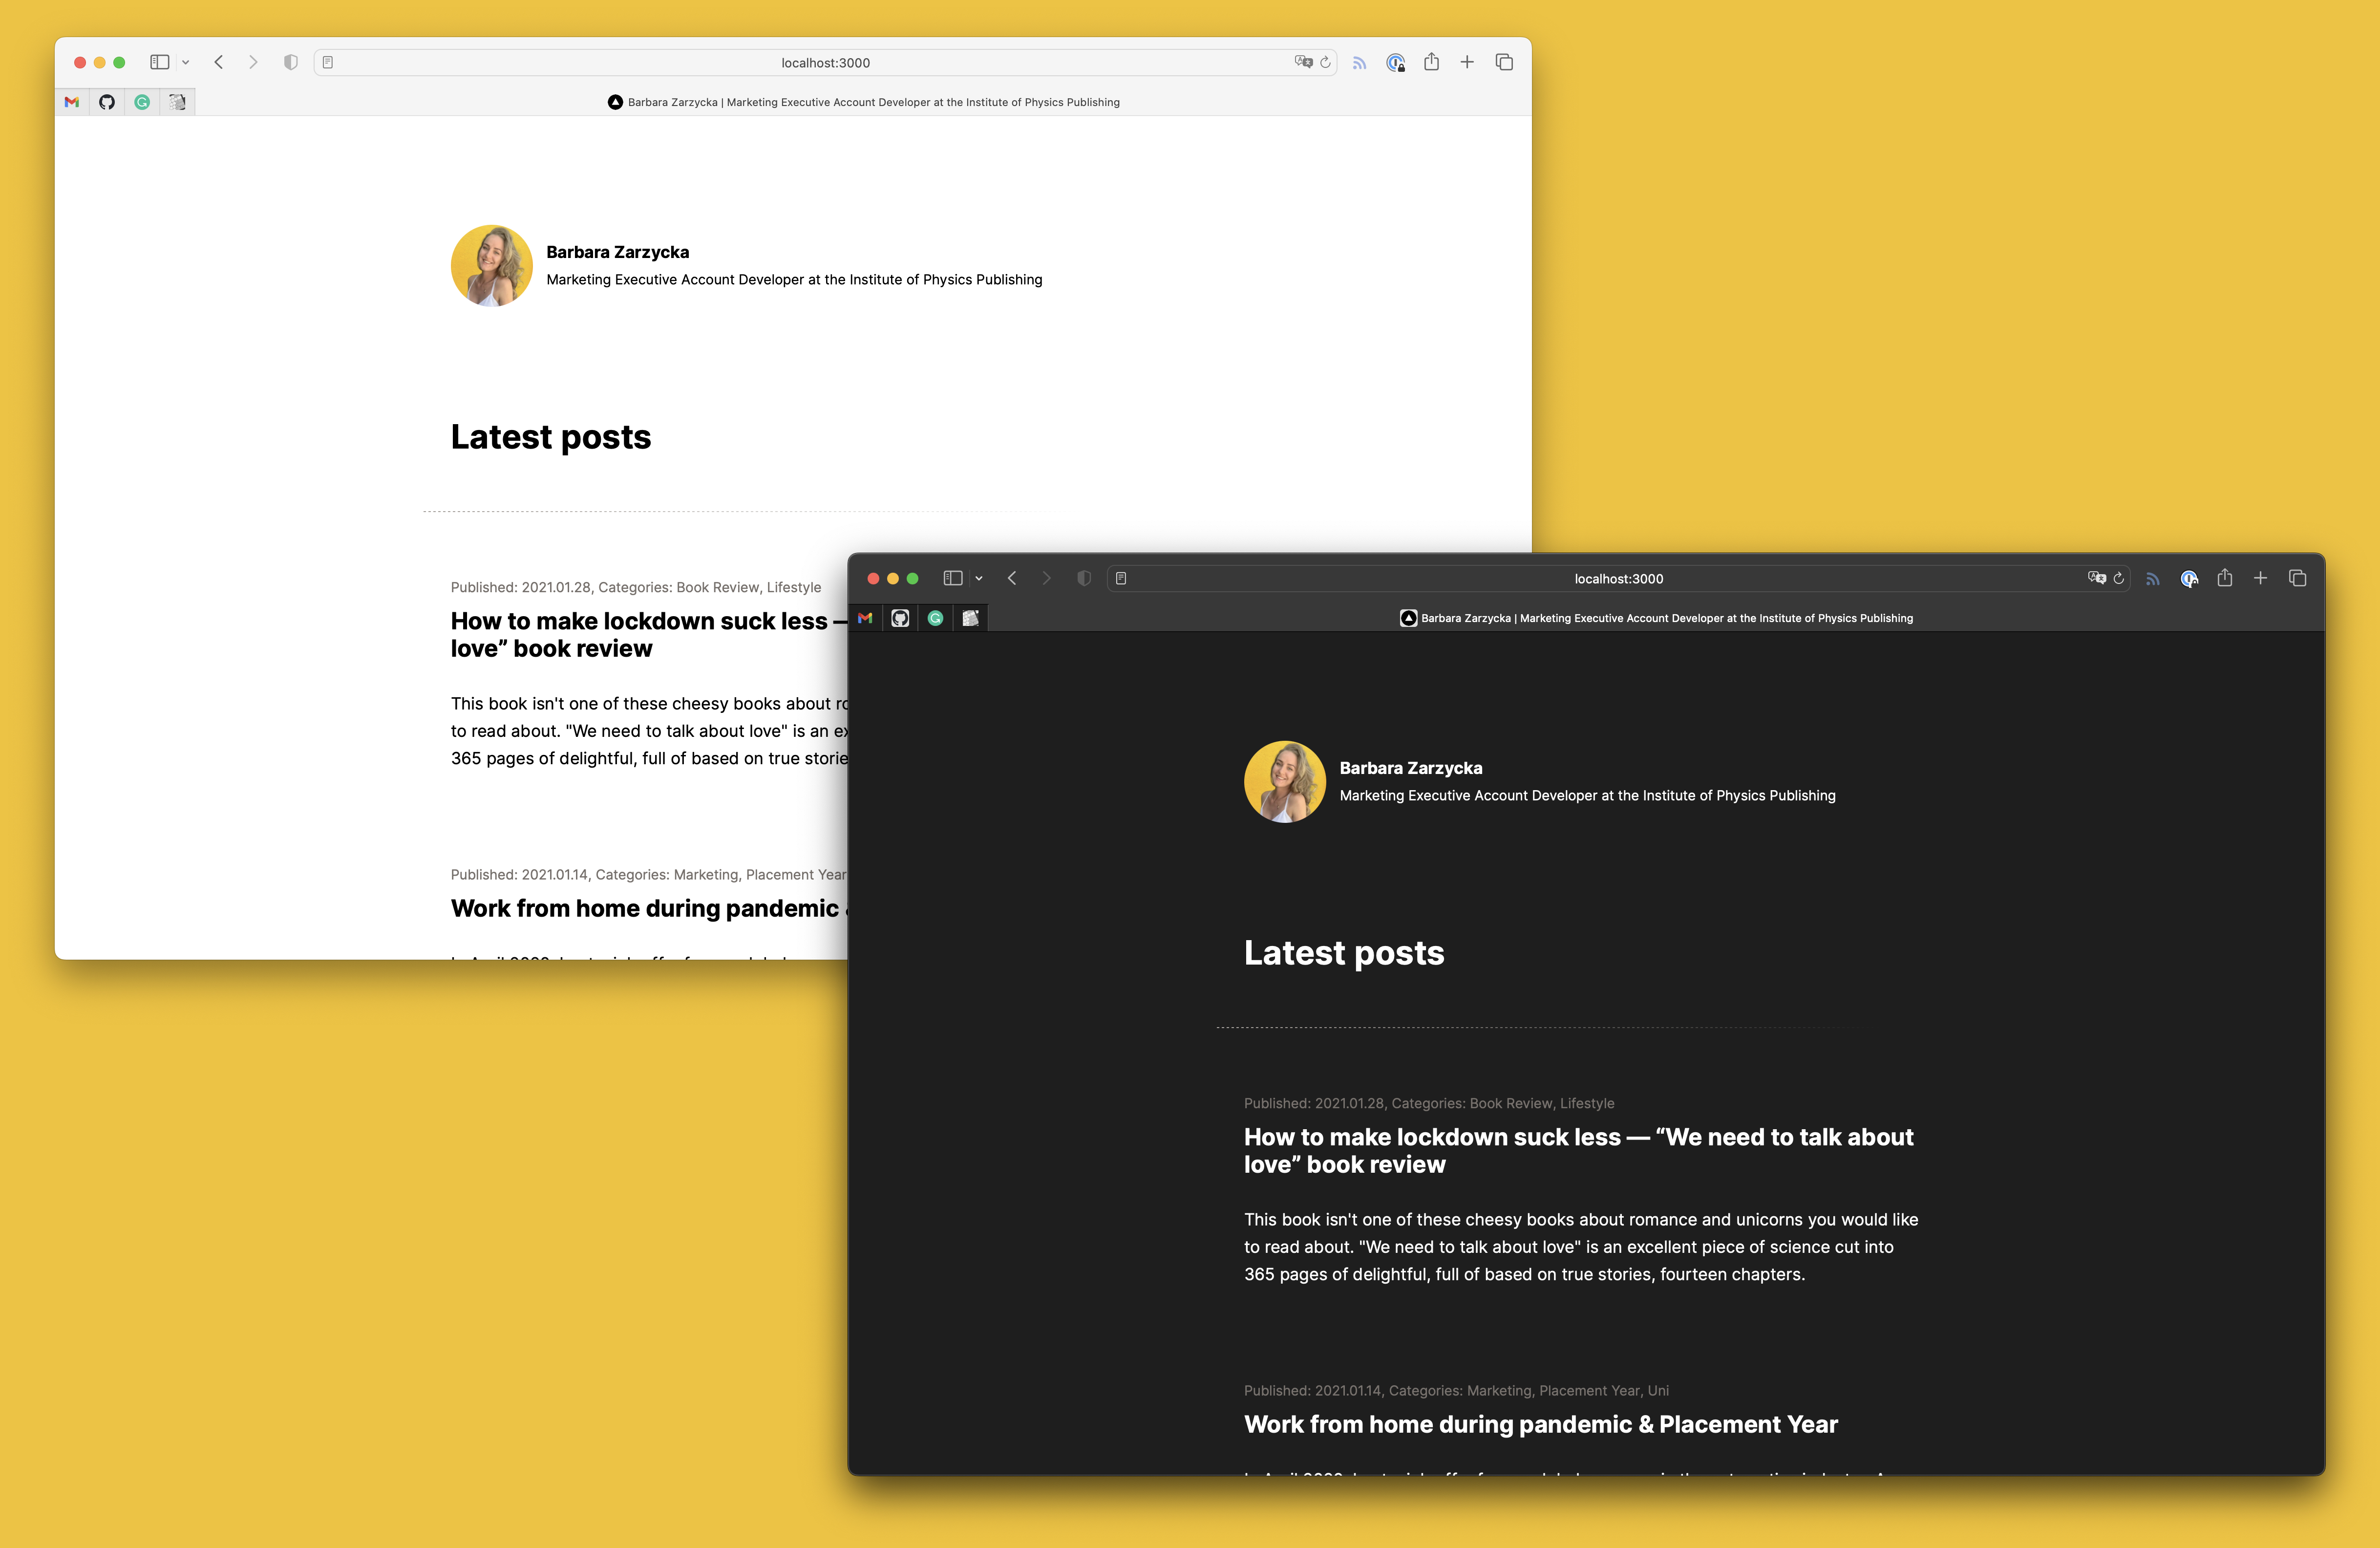 localhost:3000
Barbara Zarzycka | Marketing Executive Account Developer at the Institute of Physics Publishing
Barbara Zarzycka
Marketing Executive Account Developer at the Institute of Physics Publishing
Latest posts
Published: 2021.01.28, Categories: Book Review, Lifestyle
How to make lockdown suck less —
love” book review
This book isn't one of these cheesy books about
to read about. "We need to talk about love" is an
365 pages of delightful, full of based on true
Published: 2021.01.14, Categories: Marketing, Placement Year
Work from home during pandemic
localhost:3000
Barbara Zarzycka | Marketing Executive Account Developer at the Institute of Physics Publishing
Barbara Zarzycka
Marketing Executive Account Developer at the Institute of Physics Publishing
Latest posts
Published: 2021.01.28, Categories: Book Review, Lifestyle
How to make lockdown suck less — “We need to talk about
love” book review
This book isn't one of these cheesy books about romance and unicorns you would like
to read about. "We need to talk about love" is an excellent piece of science cut into
365 pages of delightful, full of based on true stories, fourteen chapters.
Published: 2021.01.14, Categories: Marketing, Placement Year, Uni
Work from home during pandemic & Placement Year